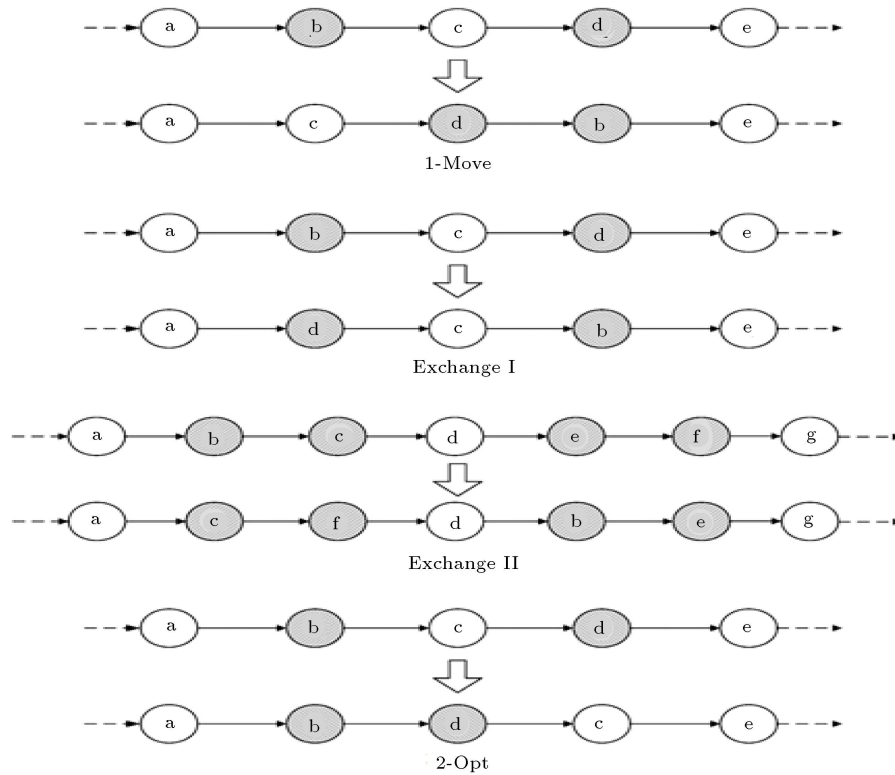 a b c d e
a c d b e
1-Move
a b c d e
a d c b e
Exchange I
a b c d e f g
a c f d b e g
Exchange II
a b c d e
a b d c e
2-Opt